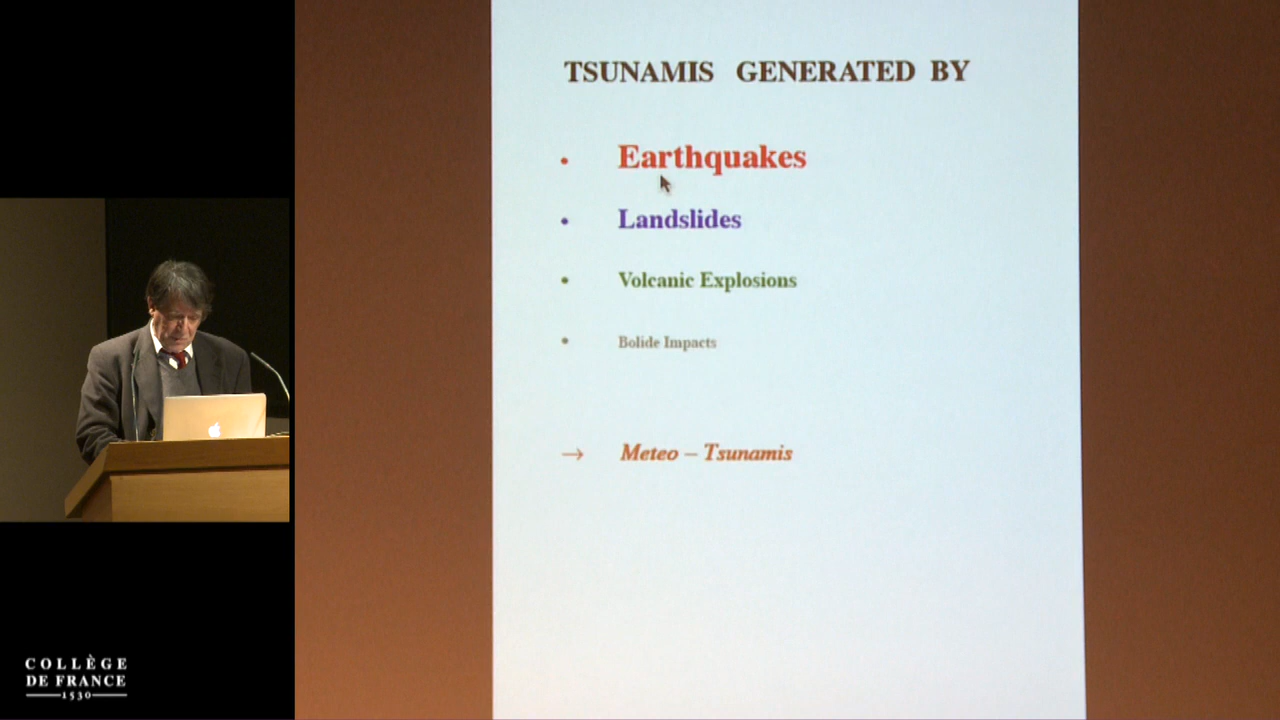 TSUNAMIS GENERATED BY
• Earthquakes
• Landslides
• Volcanic Explosions
• Bolide Impacts
→ Meteo – Tsunamis
COLLÈGE
DE FRANCE
1530